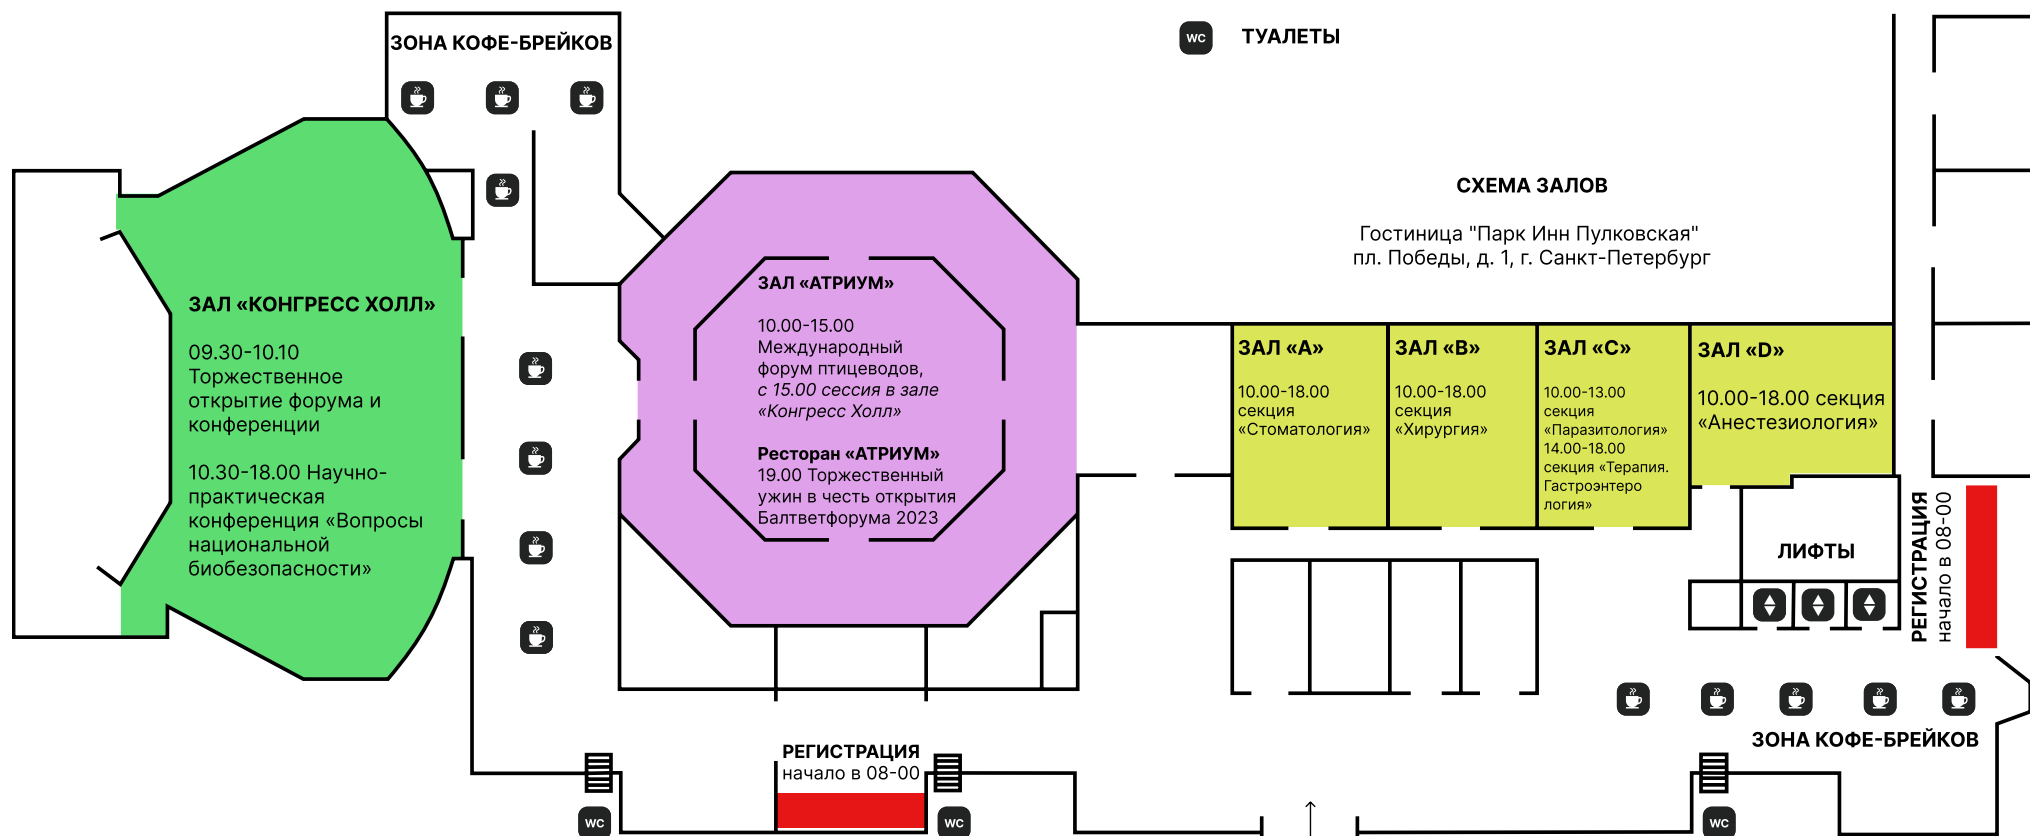 ЗОНА КОФЕ-БРЕЙКОВ
WC
ТУАЛЕТЫ
СХЕМА ЗАЛОВ
Гостиница "Парк Инн Пулковская"
пл. Победы, д. 1, г. Санкт-Петербург
ЗАЛ «КОНГРЕСС ХОЛЛ»
09.30-10.10
Торжественное
открытие форума и
конференции
10.30-18.00 Научно-
практическая
конференция «Вопросы
национальной
биобезопасности»
ЗАЛ «АТРИУМ»
10.00-15.00
Международный
форум птицеводов,
с 15.00 сессия в зале
«Конгресс Холл»
Ресторан «АТРИУМ»
19.00 Торжественный
ужин в честь открытия
Балтветфорума 2023
ЗАЛ «A»
10.00-18.00
секция
«Стоматология»
ЗАЛ «B»
10.00-18.00
секция
«Хирургия»
ЗАЛ «C»
10.00-13.00
секция
«Паразитология»
14.00-18.00
секция «Терапия.
Гастроэнтеро
логия»
ЗАЛ «D»
10.00-18.00 секция
«Анестезиология»
ЛИФТЫ
РЕГИСТРАЦИЯ
начало в 08-00
ЗОНА КОФЕ-БРЕЙКОВ
РЕГИСТРАЦИЯ
начало в 08-00
WC
WC
WC